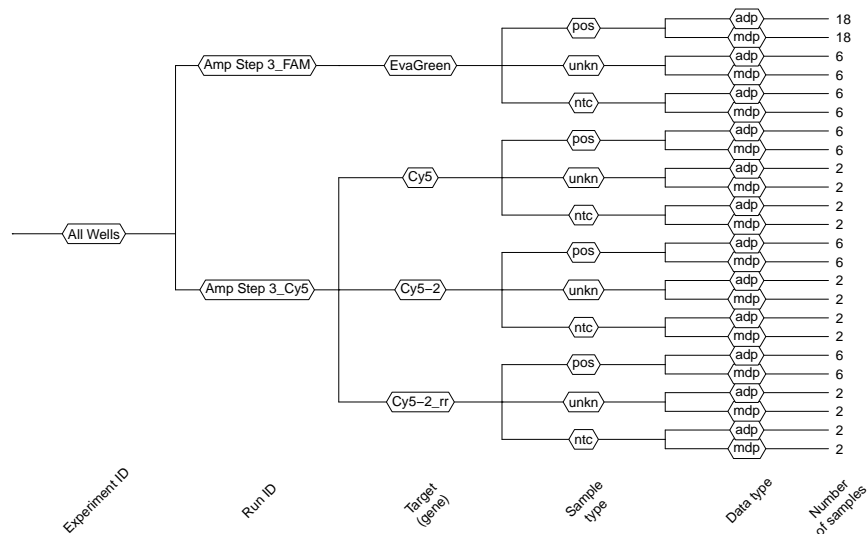 adp 18
pos
mdp 18
adp 6
Amp Step 3_FAM EvaGreen unkn
mdp 6
adp 6
ntc
mdp 6
adp 6
pos
mdp 6
adp 2
Cy5 unkn
mdp 2
adp 2
ntc
mdp 2
All Wells
adp 6
pos
mdp 6
adp 2
Amp Step 3_Cy5 Cy5−2 unkn
mdp 2
adp 2
ntc
mdp 2
adp 6
pos
mdp 6
adp 2
Cy5−2_rr unkn
mdp 2
adp 2
ntc
mdp 2
Experiment ID
Run ID
Target
(gene)
Sample
type
Data type
Number
of samples